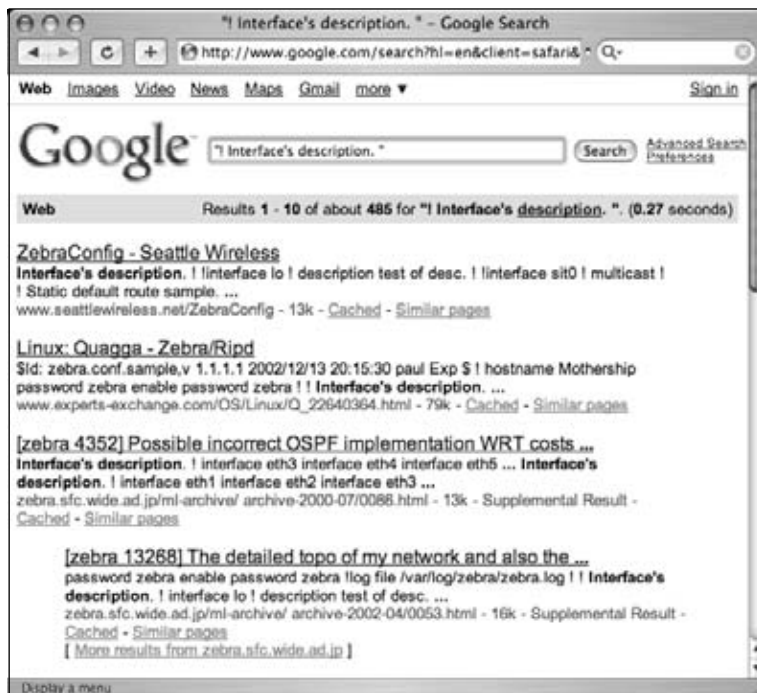 "! Interface's description. " - Google Search
http://www.google.com/search?hl=en&client=safari&
Web Images Video News Maps Gmail more ▼ Sign in
Google "! Interface's description. " Search Advanced Search
Preferences
Web Results 1 - 10 of about 485 for "! Interface's description. ". (0.27 seconds)
ZebraConfig - Seattle Wireless
Interface's description. ! !interface lo ! description test of desc. ! !interface sit0 ! multicast !
! Static default route sample. ...
www.seattlewireless.net/ZebraConfig - 13k - Cached - Similar pages
Linux: Quagga - Zebra/Ripd
$Id: zebra.conf.sample,v 1.1.1.1 2002/12/13 20:15:30 paul Exp $ ! hostname Mothership
password zebra enable password zebra ! ! Interface's description. ...
www.experts-exchange.com/OS/Linux/Q_22640364.html - 79k - Cached - Similar pages
[zebra 4352] Possible incorrect OSPF implementation WRT costs ...
Interface's description. ! interface eth3 interface eth4 interface eth5 ... Interface's
description. ! interface eth1 interface eth2 interface eth3 ...
zebra.sfc.wide.ad.jp/ml-archive/ archive-2000-07/0088.html - 13k - Supplemental Result -
Cached - Similar pages
[zebra 13268] The detailed topo of my network and also the ...
password zebra enable password zebra !log file /var/log/zebra/zebra.log ! ! Interface's
description. ! interface lo ! description test of desc. ...
zebra.sfc.wide.ad.jp/ml-archive/ archive-2002-04/0053.html - 16k - Supplemental Result -
Cached - Similar pages
[ More results from zebra.sfc.wide.ad.jp ]
Display a menu